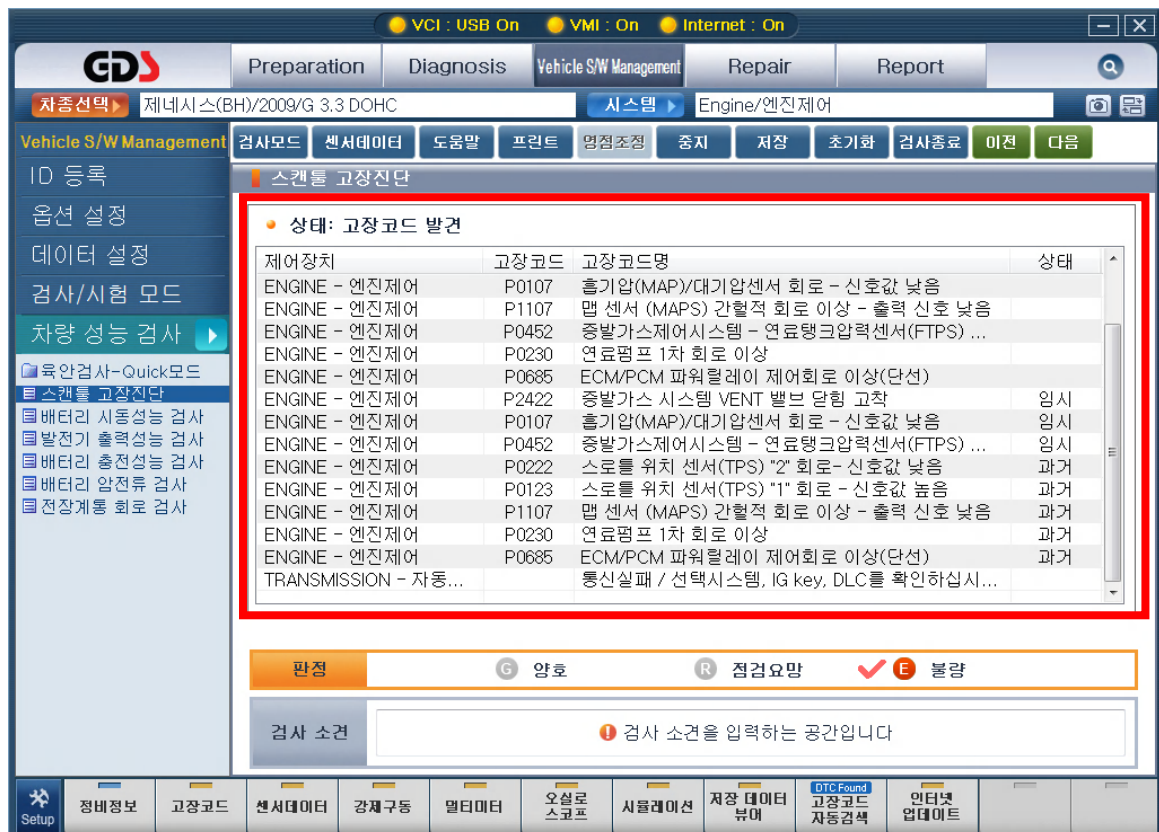 VCI : USB On VMI : On Internet : On
GDS Preparation Diagnosis Vehicle S/W Management Repair Report
차종선택 제네시스(BH)/2009/G 3.3 DOHC 시스템 Engine/엔진제어
Vehicle S/W Management 검사모드 센서데이터 도움말 프린트 영점조정 중지 저장 초기화 검사종료 이전 다음
ID 등록
옵션 설정
데이터 설정
검사/시험 모드
차량 성능 검사
육안검사-Quick모드
스캔툴 고장진단
배터리 시동성능 검사
발전기 출력성능 검사
배터리 충전성능 검사
배터리 암전류 검사
전장계통 회로 검사
스캔툴 고장진단
상태: 고장코드 발견
제어장치 고장코드 고장코드명 상태
ENGINE - 엔진제어 P0107 흡기압(MAP)/대기압센서 회로 - 신호값 낮음
ENGINE - 엔진제어 P1107 맵 센서 (MAPS) 간헐적 회로 이상 - 출력 신호 낮음
ENGINE - 엔진제어 P0452 증발가스제어시스템 - 연료탱크압력센서(FTPS) ...
ENGINE - 엔진제어 P0230 연료펌프 1차 회로 이상
ENGINE - 엔진제어 P0685 ECM/PCM 파워릴레이 제어회로 이상(단선)
ENGINE - 엔진제어 P2422 증발가스 시스템 VENT 밸브 닫힘 고착 임시
ENGINE - 엔진제어 P0107 흡기압(MAP)/대기압센서 회로 - 신호값 낮음 임시
ENGINE - 엔진제어 P0452 증발가스제어시스템 - 연료탱크압력센서(FTPS) ... 임시
ENGINE - 엔진제어 P0222 스로틀 위치 센서(TPS) "2" 회로- 신호값 낮음 과거
ENGINE - 엔진제어 P0123 스로틀 위치 센서(TPS) "1" 회로 - 신호값 높음 과거
ENGINE - 엔진제어 P1107 맵 센서 (MAPS) 간헐적 회로 이상 - 출력 신호 낮음 과거
ENGINE - 엔진제어 P0230 연료펌프 1차 회로 이상 과거
ENGINE - 엔진제어 P0685 ECM/PCM 파워릴레이 제어회로 이상(단선) 과거
TRANSMISSION - 자동... 통신실패 / 선택시스템, IG key, DLC를 확인하십시...
판정 G 양호 R 점검요망 E 불량
검사 소견 검사 소견을 입력하는 공간입니다
Setup 정비정보 고장코드 센서데이터 강제구동 멀티미터 오실로 스코프 시뮬레이션 저장 데이터 뷰어 DTC Found 고장코드 자동검색 인터넷 업데이트